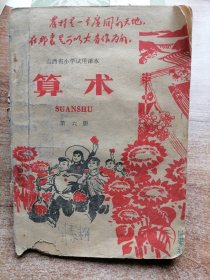 农村是一个广阔的天地，
在那里是可以大有作为的。
山西省小学试用课本
算术
SUANSHU
第六册